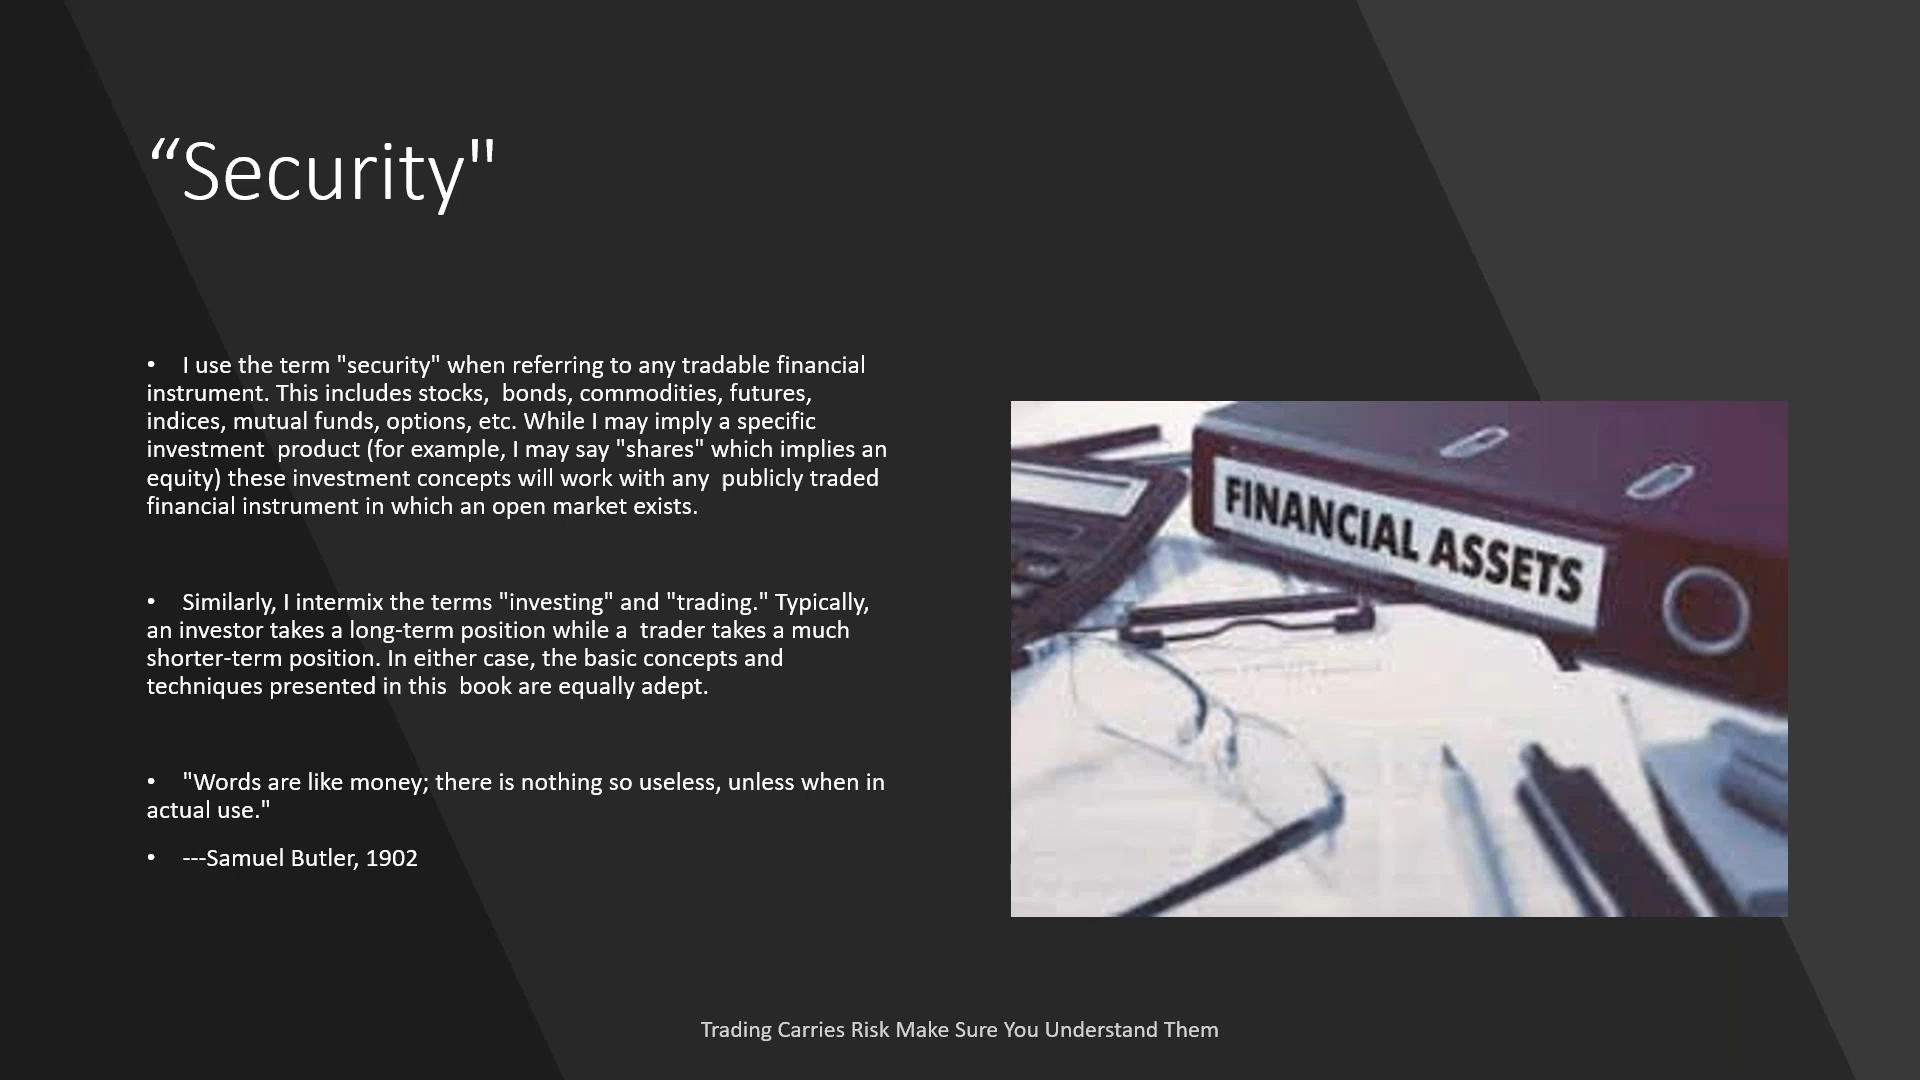 “Security"
• I use the term "security" when referring to any tradable financial
instrument. This includes stocks,  bonds, commodities, futures,
indices, mutual funds, options, etc. While I may imply a specific
investment  product (for example, I may say "shares" which implies an
equity) these investment concepts will work with any  publicly traded
financial instrument in which an open market exists.
• Similarly, I intermix the terms "investing" and "trading." Typically,
an investor takes a long-term position while a  trader takes a much
shorter-term position. In either case, the basic concepts and
techniques presented in this  book are equally adept.
• "Words are like money; there is nothing so useless, unless when in
actual use."
• ---Samuel Butler, 1902
FINANCIAL ASSETS
Trading Carries Risk Make Sure You Understand Them